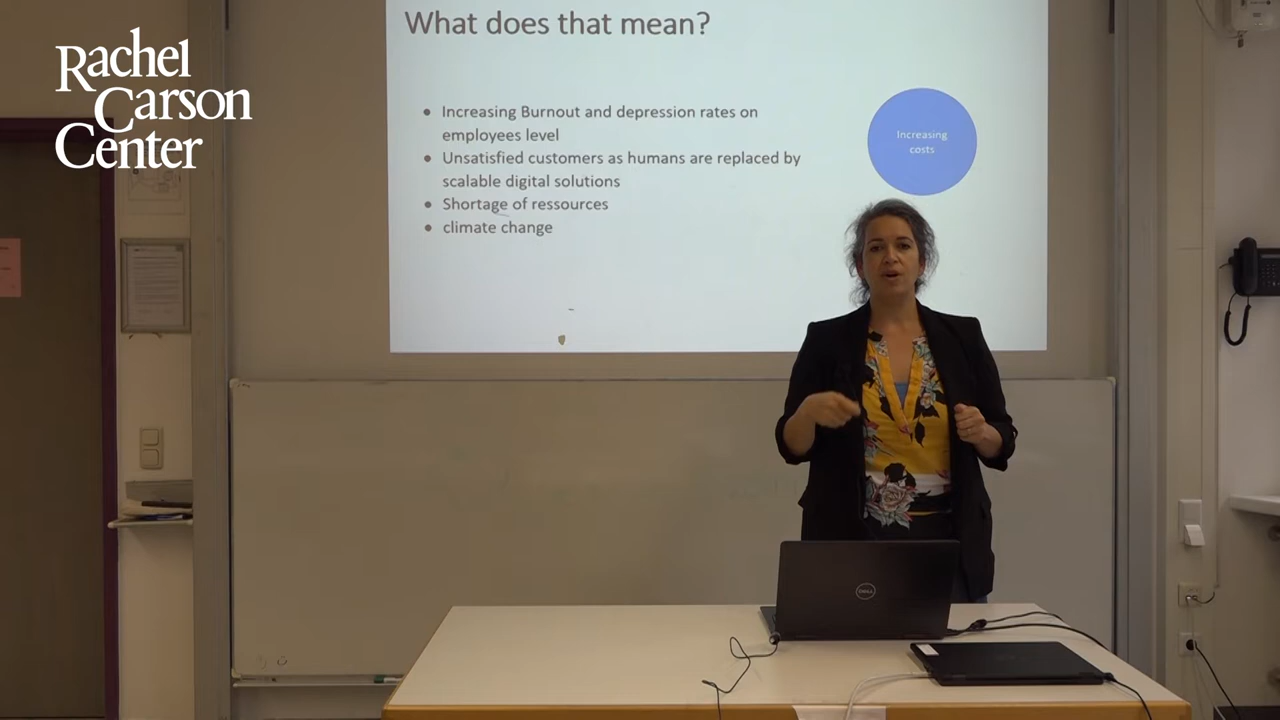 Rachel
Carson
Center
What does that mean?
Increasing Burnout and depression rates on
employees level
Unsatisfied customers as humans are replaced by
scalable digital solutions
Shortage of ressources
climate change
Increasing
costs
DELL